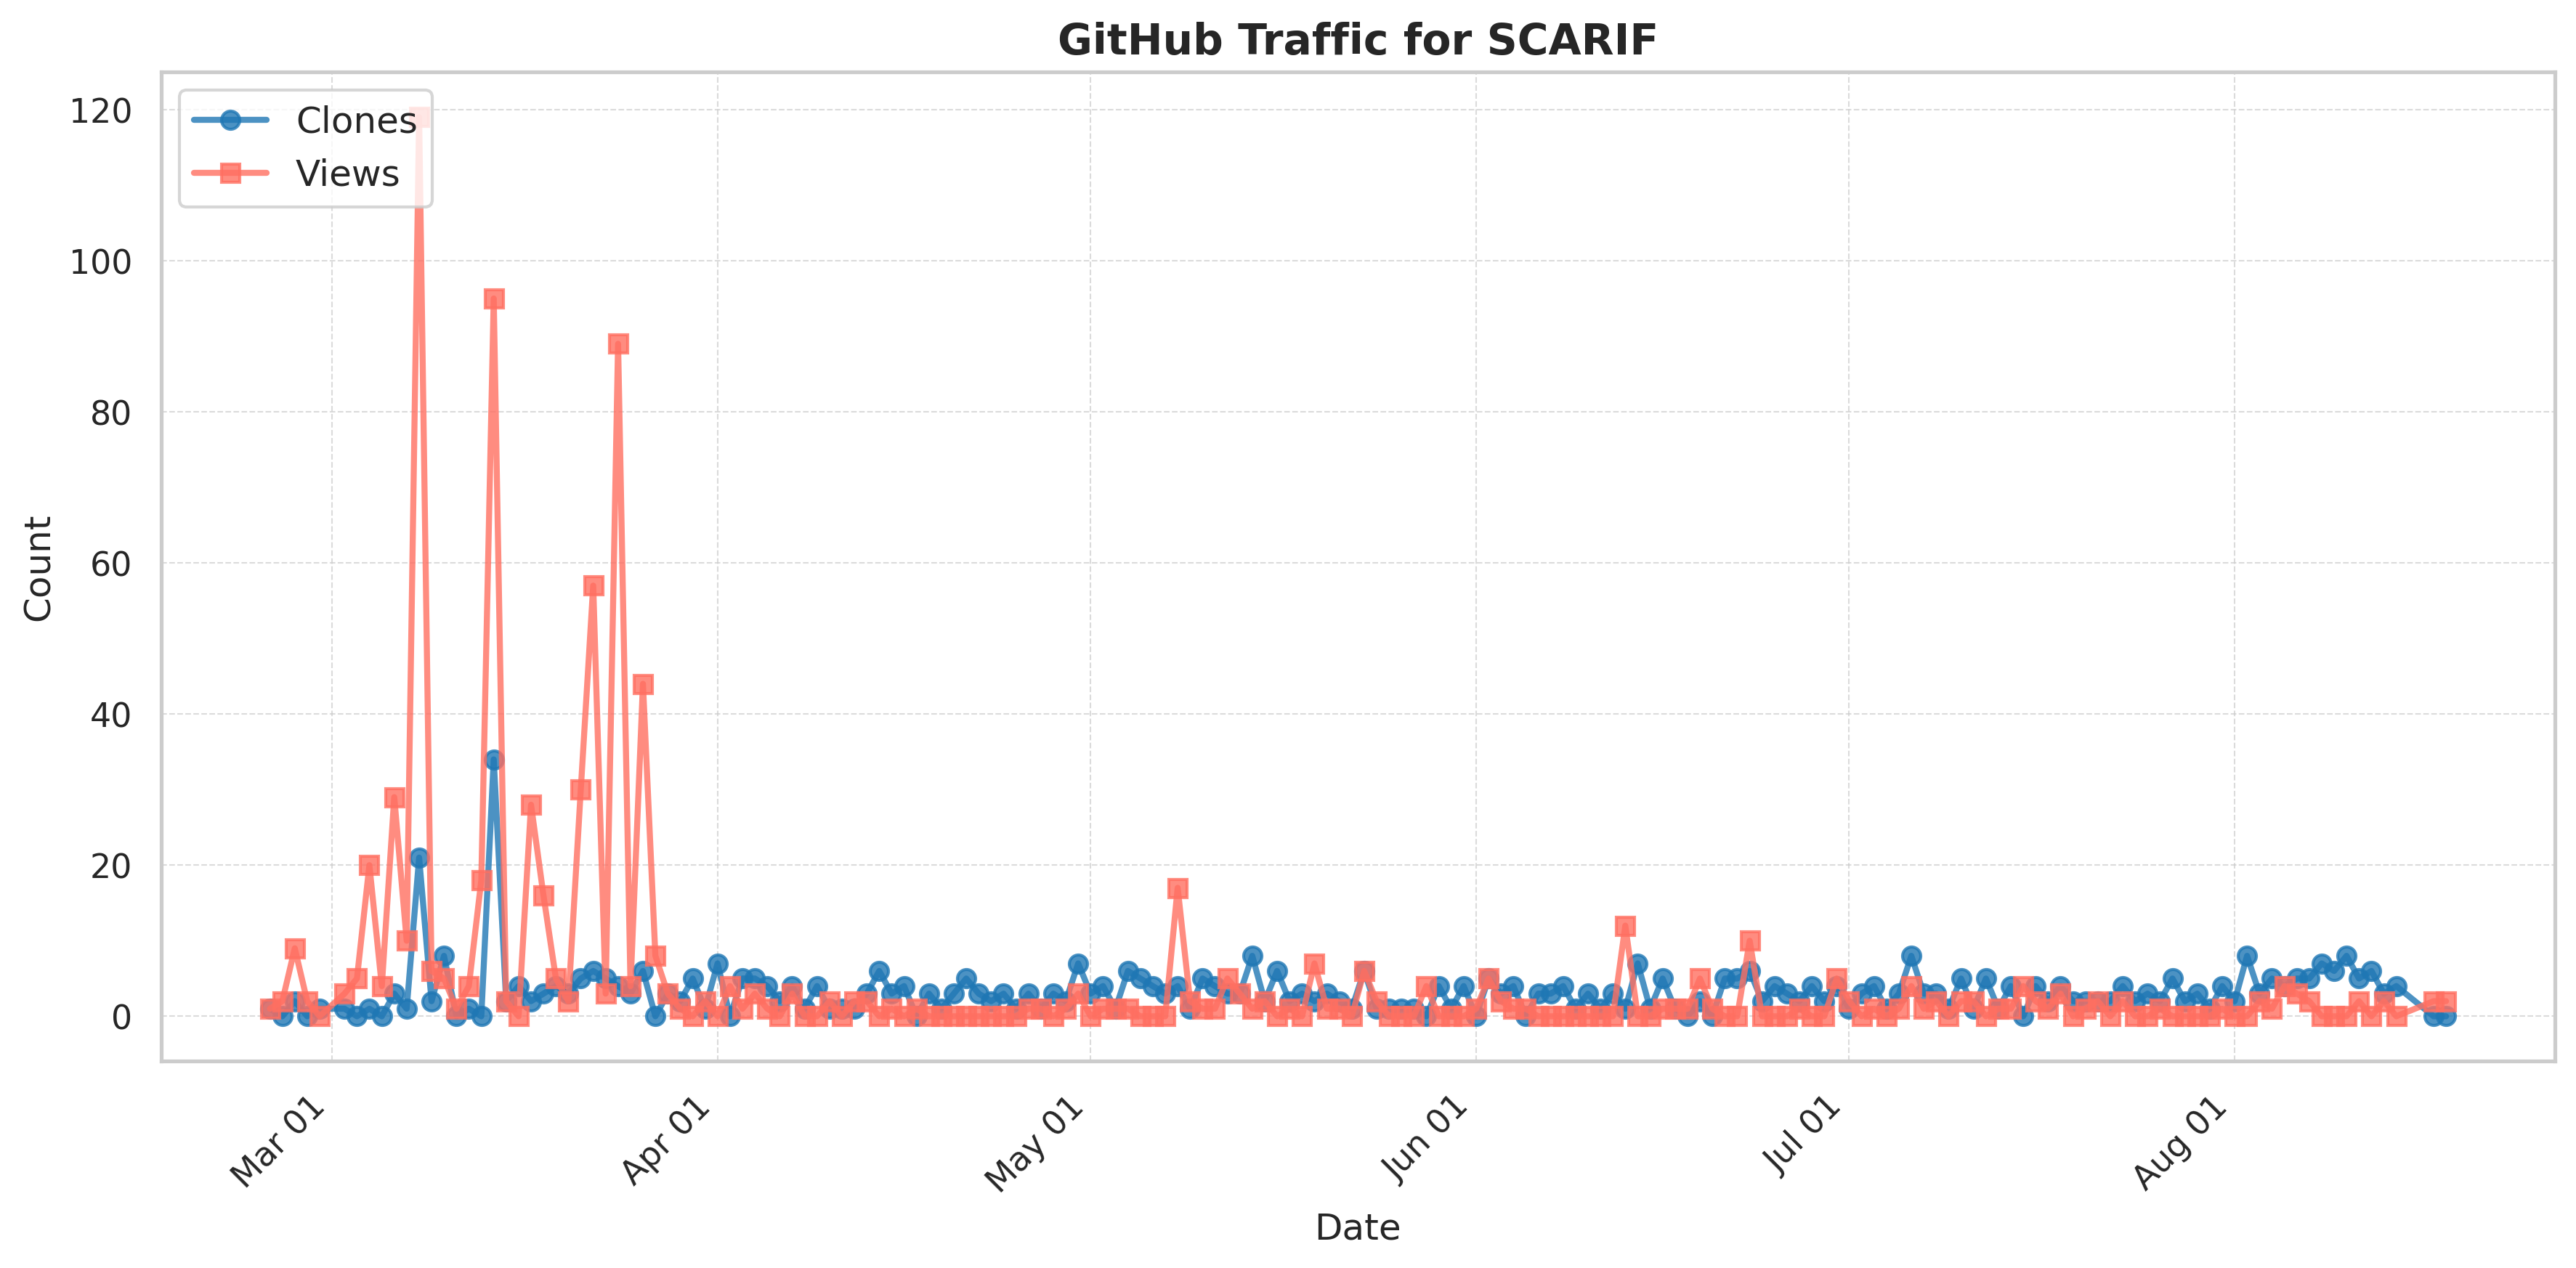 GitHub Traffic for SCARIF
Clones
Views
120
100
80
60
40
20
0
Count
Mar 01
Apr 01
May 01
Jun 01
Jul 01
Aug 01
Date